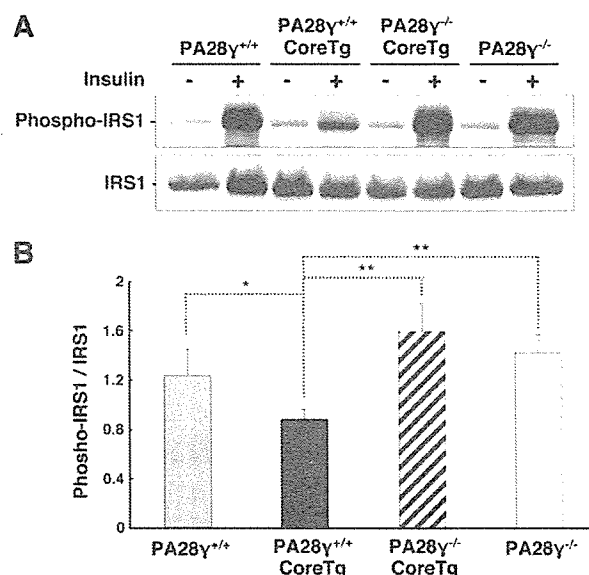 A
PA28γ+/+
PA28γ+/+ CoreTg
PA28γ-/- CoreTg
PA28γ-/-
Insulin - + - + - + - +
Phospho-IRS1
IRS1
B
Phosho-IRS1 / IRS1
2
1.6
1.2
0.8
0.4
0
*
**
**
PA28γ+/+
PA28γ+/+ CoreTg
PA28γ-/- CoreTg
PA28γ-/-